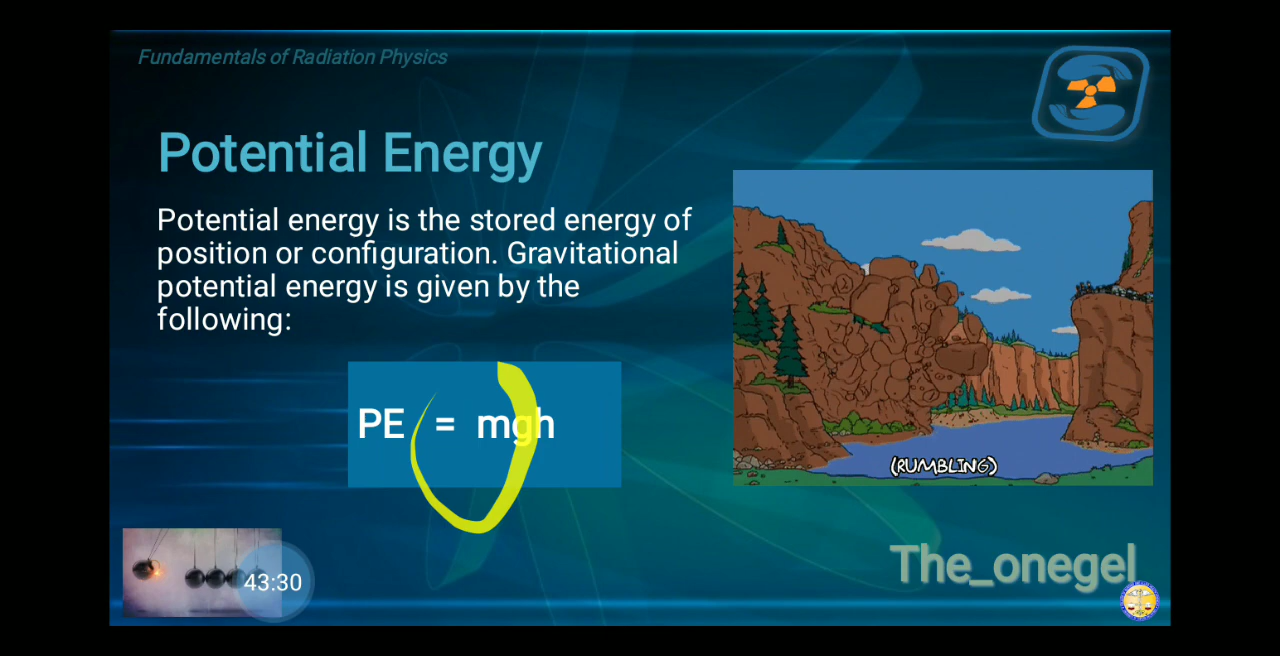 Fundamentals of Radiation Physics
Potential Energy
Potential energy is the stored energy of
position or configuration. Gravitational
potential energy is given by the
following:
PE = mgh
(RUMBLING)
43:30
The_onegel